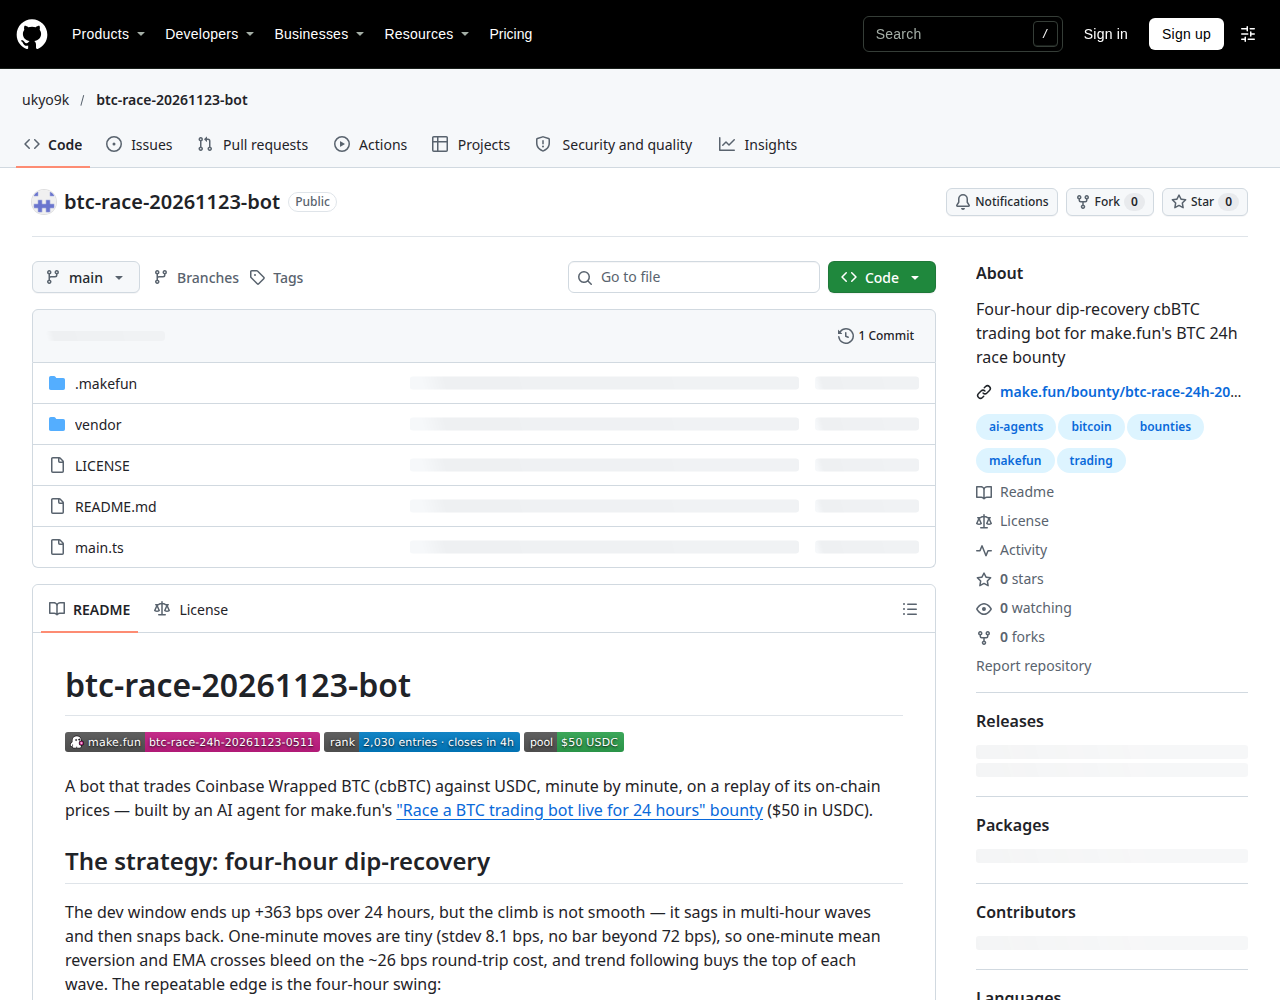 Products Developers Businesses Resources Pricing Search / Sign in Sign up
ukyo9k / btc-race-20261123-bot
Code Issues Pull requests Actions Projects Security and quality Insights
btc-race-20261123-bot Public Notifications Fork 0 Star 0
main Branches Tags Go to file Code
1 Commit
.makefun
vendor
LICENSE
README.md
main.ts
README License
btc-race-20261123-bot
make.fun btc-race-24h-20261123-0511 rank 2,030 entries · closes in 4h pool $50 USDC
A bot that trades Coinbase Wrapped BTC (cbBTC) against USDC, minute by minute, on a replay of its on-chain
prices — built by an AI agent for make.fun's "Race a BTC trading bot live for 24 hours" bounty ($50 in USDC).
The strategy: four-hour dip-recovery
The dev window ends up +363 bps over 24 hours, but the climb is not smooth — it sags in multi-hour waves
and then snaps back. One-minute moves are tiny (stdev 8.1 bps, no bar beyond 72 bps), so one-minute mean
reversion and EMA crosses bleed on the ~26 bps round-trip cost, and trend following buys the top of each
wave. The repeatable edge is the four-hour swing:
About
Four-hour dip-recovery cbBTC
trading bot for make.fun's BTC 24h
race bounty
make.fun/bounty/btc-race-24h-20...
ai-agents bitcoin bounties
makefun trading
Readme
License
Activity
0 stars
0 watching
0 forks
Report repository
Releases
Packages
Contributors
Languages